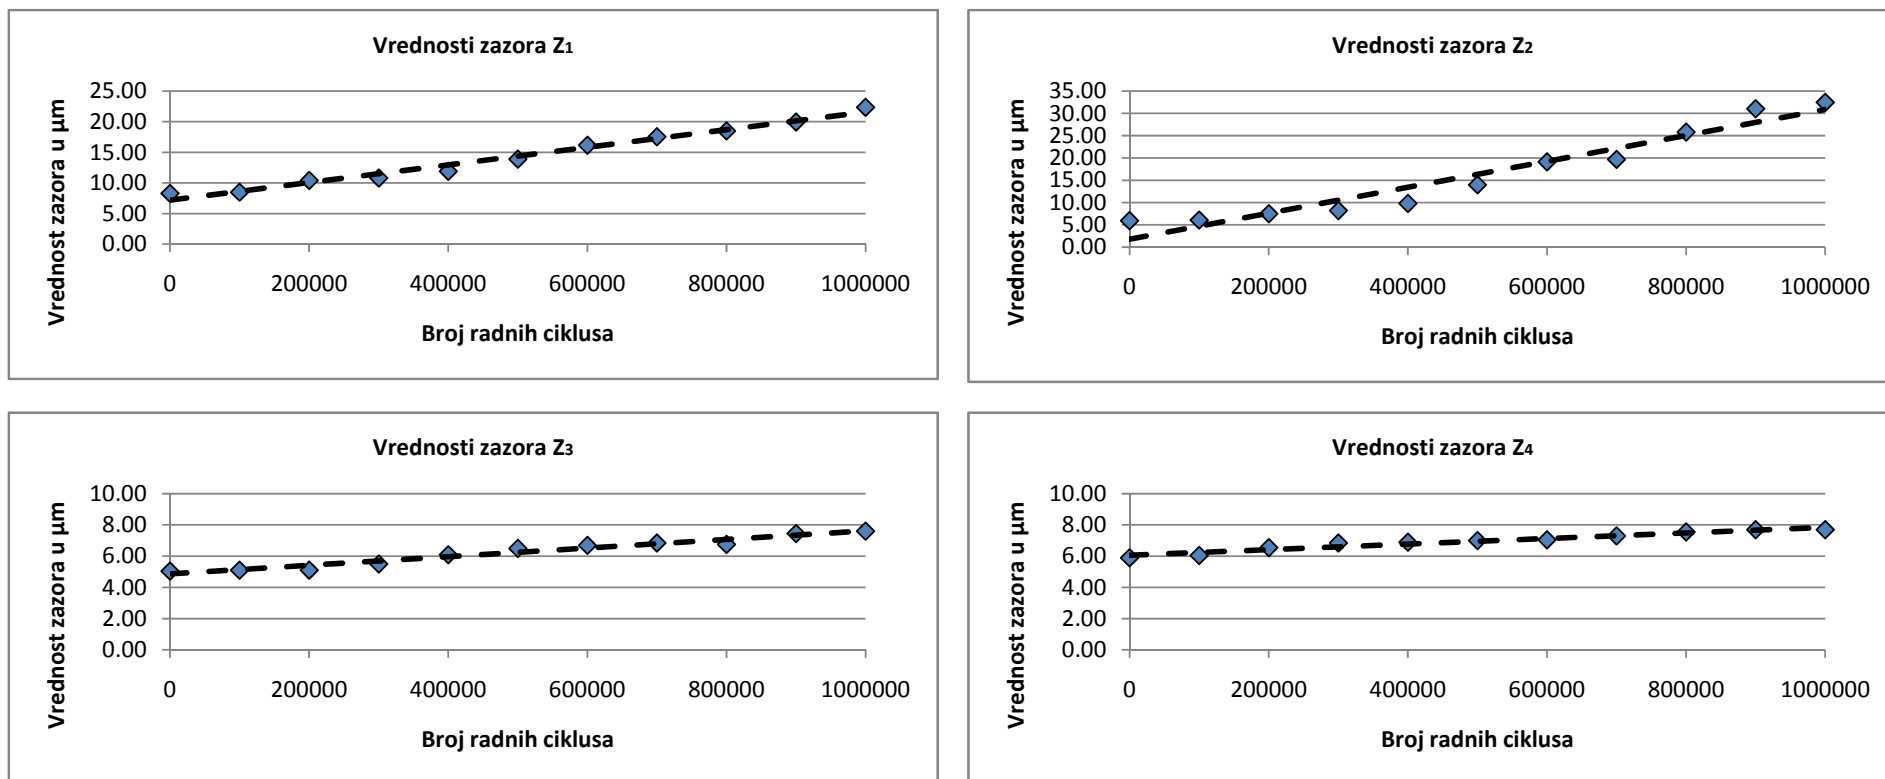 Vrednosti zazora Z1
Vrednost zazora u µm
25.00
20.00
15.00
10.00
5.00
0.00
0 200000 400000 600000 800000 1000000
Broj radnih ciklusa
Vrednosti zazora Z2
Vrednost zazora u µm
35.00
30.00
25.00
20.00
15.00
10.00
5.00
0.00
0 200000 400000 600000 800000 1000000
Broj radnih ciklusa
Vrednosti zazora Z3
Vrednost zazora u µm
10.00
8.00
6.00
4.00
2.00
0.00
0 200000 400000 600000 800000 1000000
Broj radnih ciklusa
Vrednosti zazora Z4
Vrednost zazora u µm
10.00
8.00
6.00
4.00
2.00
0.00
0 200000 400000 600000 800000 1000000
Broj radnih ciklusa